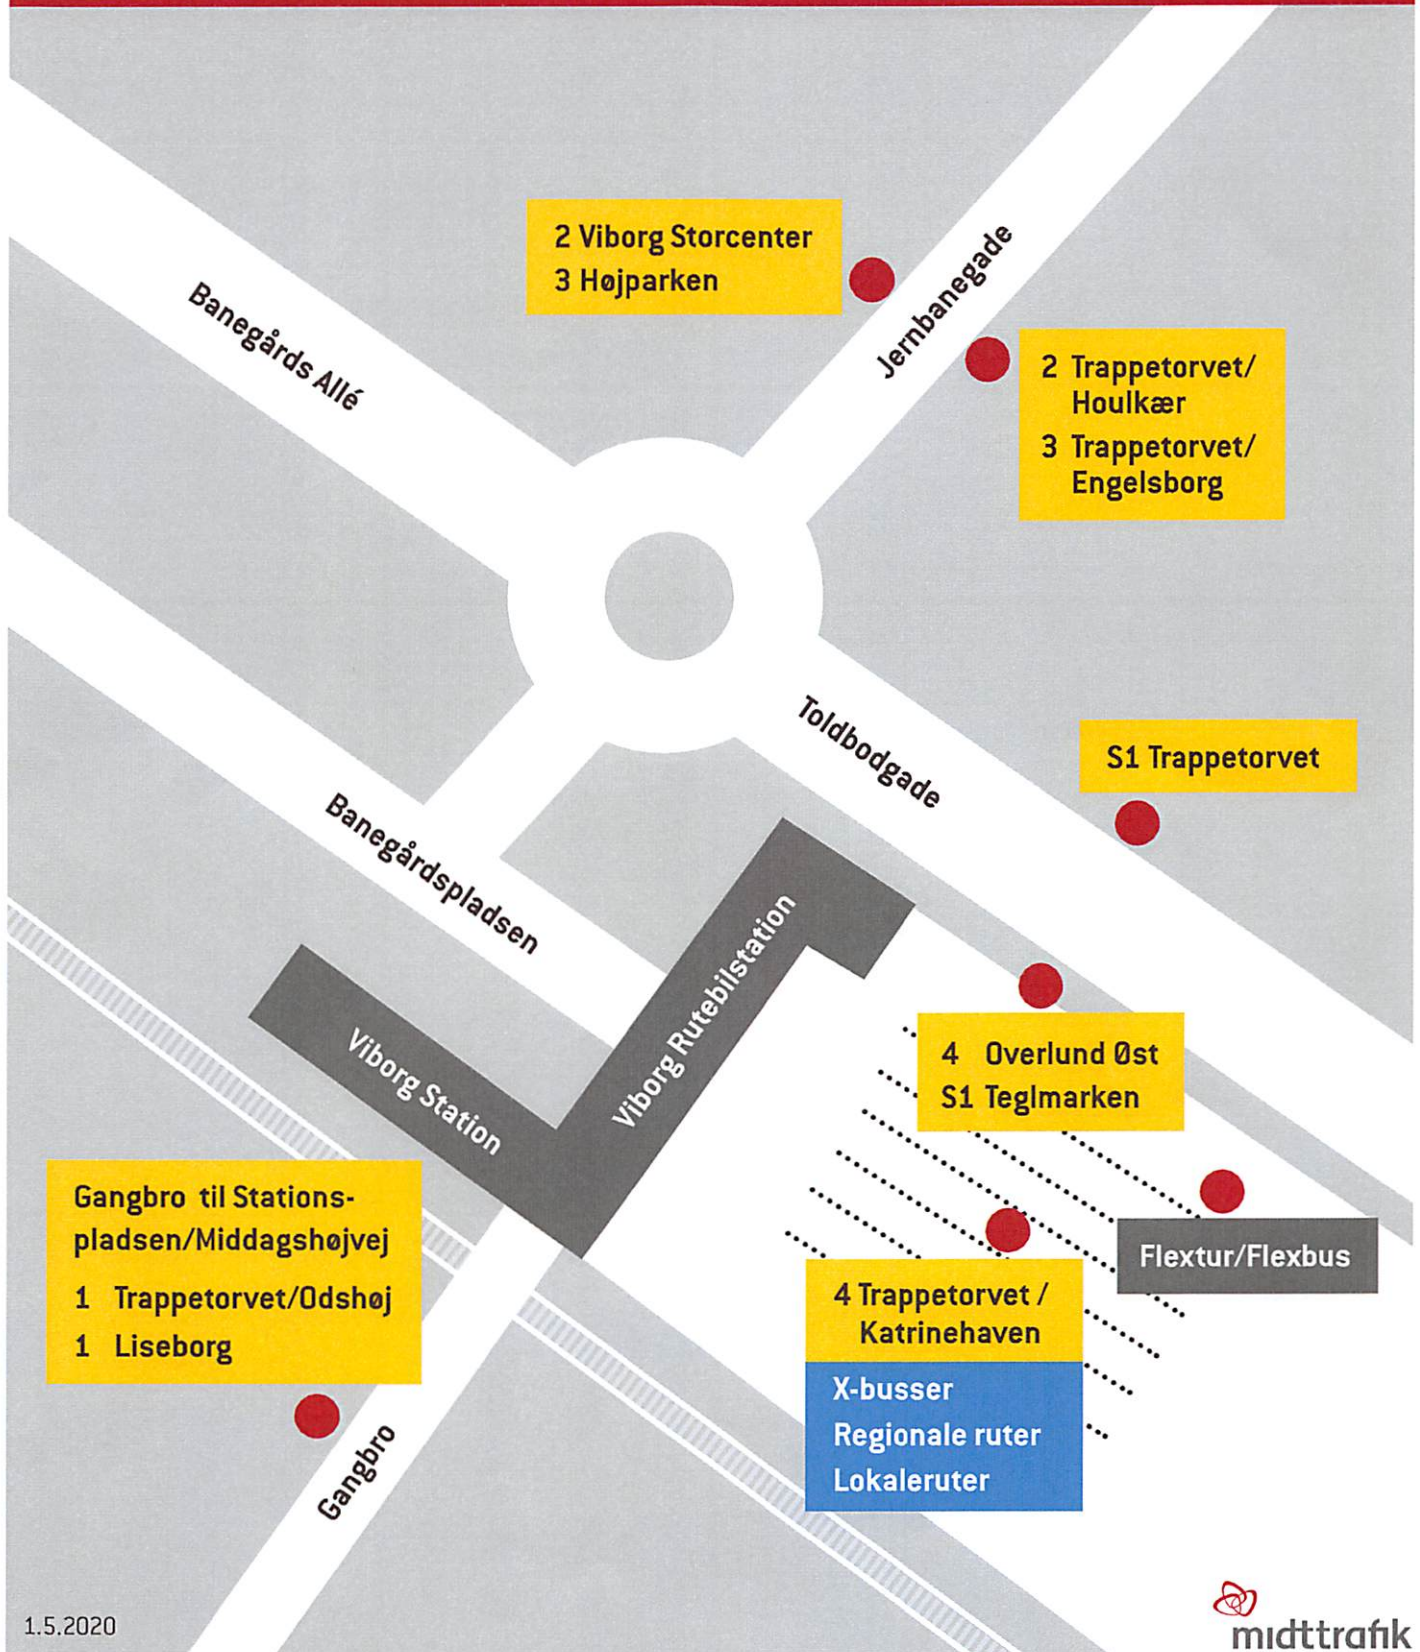 2 Viborg Storcenter
3 Højparken
Jernbanegade
Banegårds Allé
2 Trappetorvet/
Houlkær
3 Trappetorvet/
Engelsborg
Toldbodgade
S1 Trappetorvet
Banegårdspladsen
Viborg Rutebilstation
Viborg Station
4 Overlund Øst
S1 Teglmarken
Gangbro til Stations-
pladsen/Middagshøjvej
1 Trappetorvet/Odshøj
1 Liseborg
Flextur/Flexbus
4 Trappetorvet /
Katrinehaven
X-busser
Regionale ruter
Lokaleruter
Gangbro
1.5.2020
midttrafik